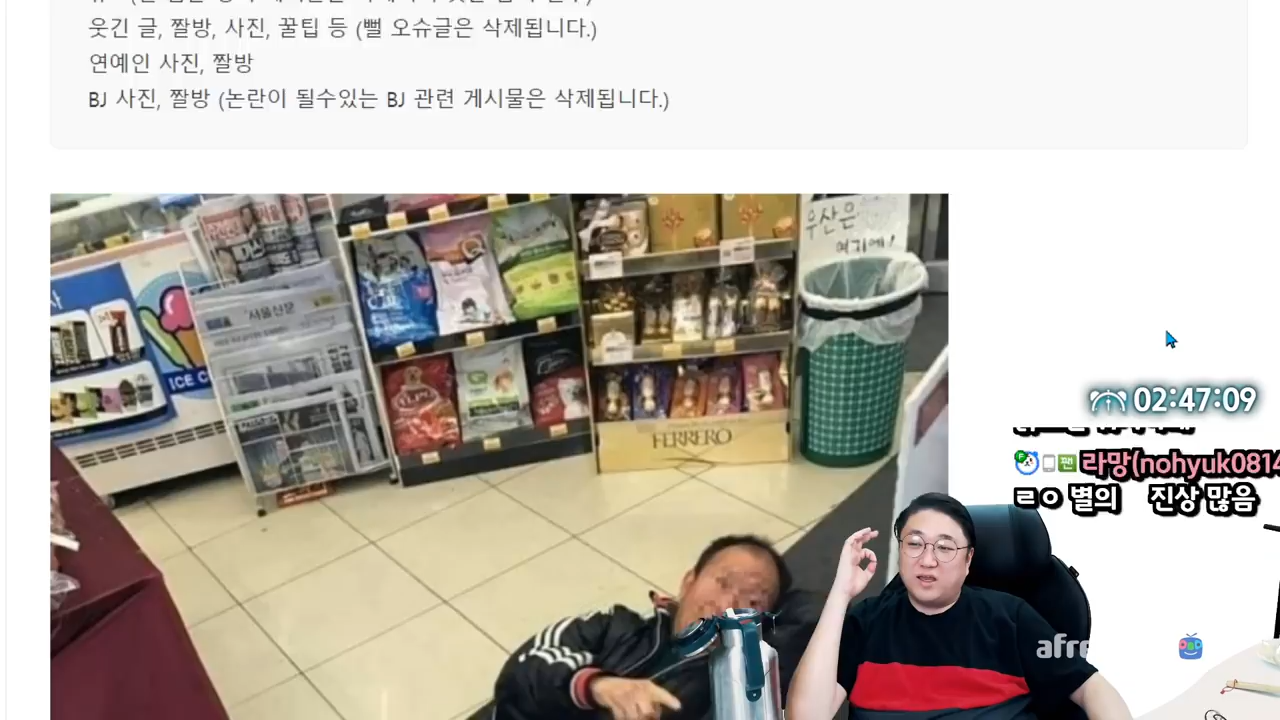 웃긴 글, 짤방, 사진, 꿀팁 등 (뻘 오슈글은 삭제됩니다.)
연예인 사진, 짤방
BJ 사진, 짤방 (논란이 될수있는 BJ 관련 게시물은 삭제됩니다.)
우산은
여기에!
서울신문
ICE
FERRERO
02:47:09
라망(nohyuk0814
ㄹㅇ 별의 진상 많음
afre